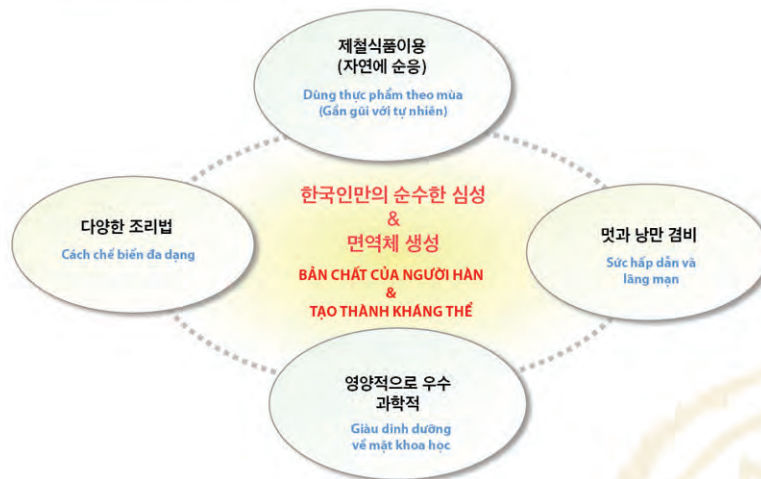 제철식품이용
(자연에 순응)
Dùng thực phẩm theo mùa
(Gần gũi với tự nhiên)
다양한 조리법
Cách chế biến đa dạng
한국인만의 순수한 심성
&
면역체 생성
BẢN CHẤT CỦA NGƯỜI HÀN
&
TẠO THÀNH KHÁNG THỂ
멋과 낭만 겸비
Sức hấp dẫn và
lãng mạn
영양적으로 우수
과학적
Giàu dinh dưỡng
về mặt khoa học